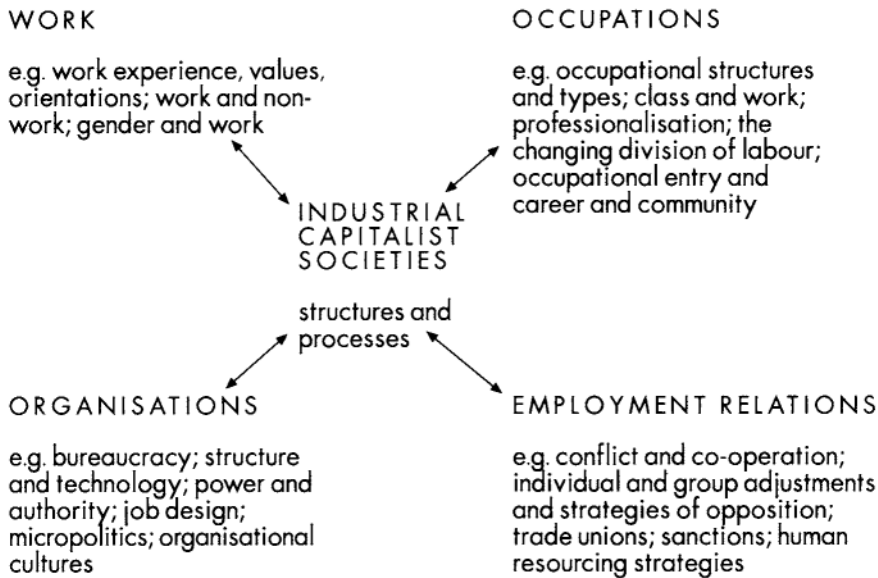 WORK
e.g. work experience, values,
orientations; work and non-
work; gender and work
OCCUPATIONS
e.g. occupational structures
and types; class and work;
professionalisation; the
changing division of labour;
occupational entry and
career and community
INDUSTRIAL
CAPITALIST
SOCIETIES
structures and
processes
ORGANISATIONS
e.g. bureaucracy; structure
and technology; power and
authority; job design;
micropolitics; organisational
cultures
EMPLOYMENT RELATIONS
e.g. conflict and co-operation;
individual and group adjustments
and strategies of opposition;
trade unions; sanctions; human
resourcing strategies